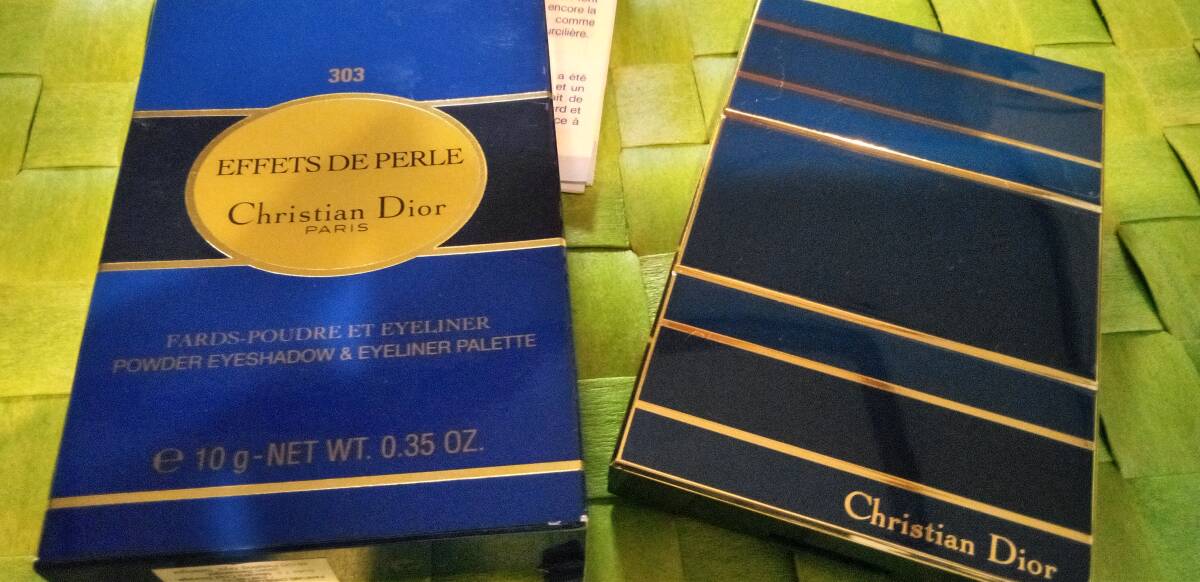 303
EFFETS DE PERLE
Christian Dior
PARIS
FARDS-POUDRE ET EYELINER
POWDER EYESHADOW & EYELINER PALETTE
e 10 g-NET WT. 0.35 OZ.
encore la
comme
urcilière.
a été
et un
ait de
rd et
ce à
Christian Dior